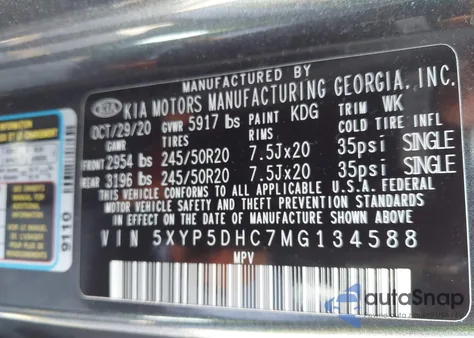 MANUFACTURED BY
KIA KIA MOTORS MANUFACTURING GEORGIA, INC.
OCT/29/20 GVWR 5917 lbs PAINT KDG TRIM WK
GAWR TIRES RIMS COLD TIRE INFL
FRONT 2954 lbs 245/50R20 7.5Jx20 35psi SINGLE
REAR 3196 lbs 245/50R20 7.5Jx20 35psi SINGLE
THIS VEHICLE CONFORMS TO ALL APPLICABLE U.S.A. FEDERAL
MOTOR VEHICLE SAFETY AND THEFT PREVENTION STANDARDS
IN EFFECT ON THE DATE OF MANUFACTURE SHOWN ABOVE.
VIN 5XYP5DHC7MG134588
MPV
9110
autoSnap